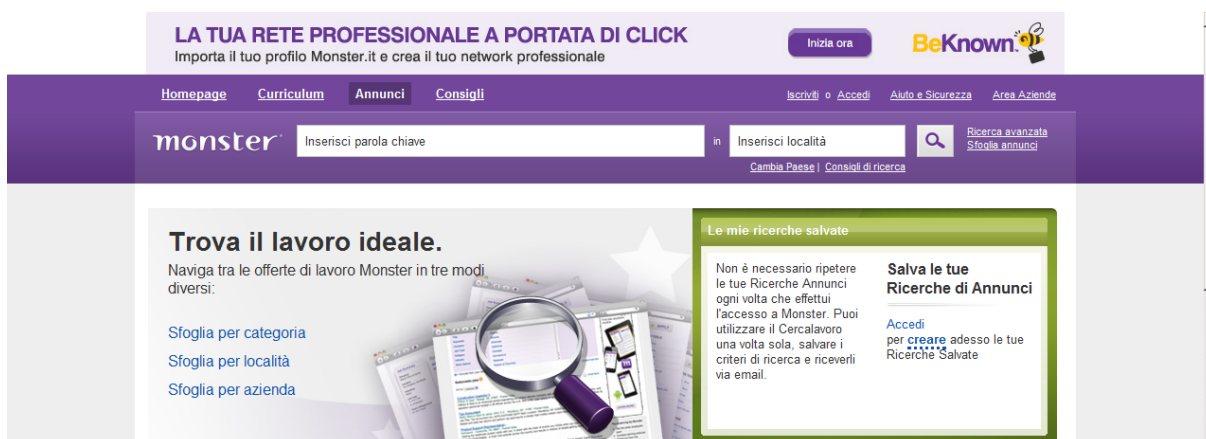 LA TUA RETE PROFESSIONALE A PORTATA DI CLICK
Importa il tuo profilo Monster.it e crea il tuo network professionale
Inizia ora
BeKnown
Homepage Curriculum Annunci Consigli
Iscriviti o Accedi Aiuto e Sicurezza Area Aziende
monster
Inserisci parola chiave
in
Inserisci località
Ricerca avanzata
Sfoglia annunci
Cambia Paese | Consigli di ricerca
Trova il lavoro ideale.
Naviga tra le offerte di lavoro Monster in tre modi
diversi:
Sfoglia per categoria
Sfoglia per località
Sfoglia per azienda
Le mie ricerche salvate
Non è necessario ripetere
le tue Ricerche Annunci
ogni volta che effettui
l'accesso a Monster. Puoi
utilizzare il Cercalavoro
una volta sola, salvare i
criteri di ricerca e riceverli
via email.
Salva le tue
Ricerche di Annunci
Accedi
per creare adesso le tue
Ricerche Salvate